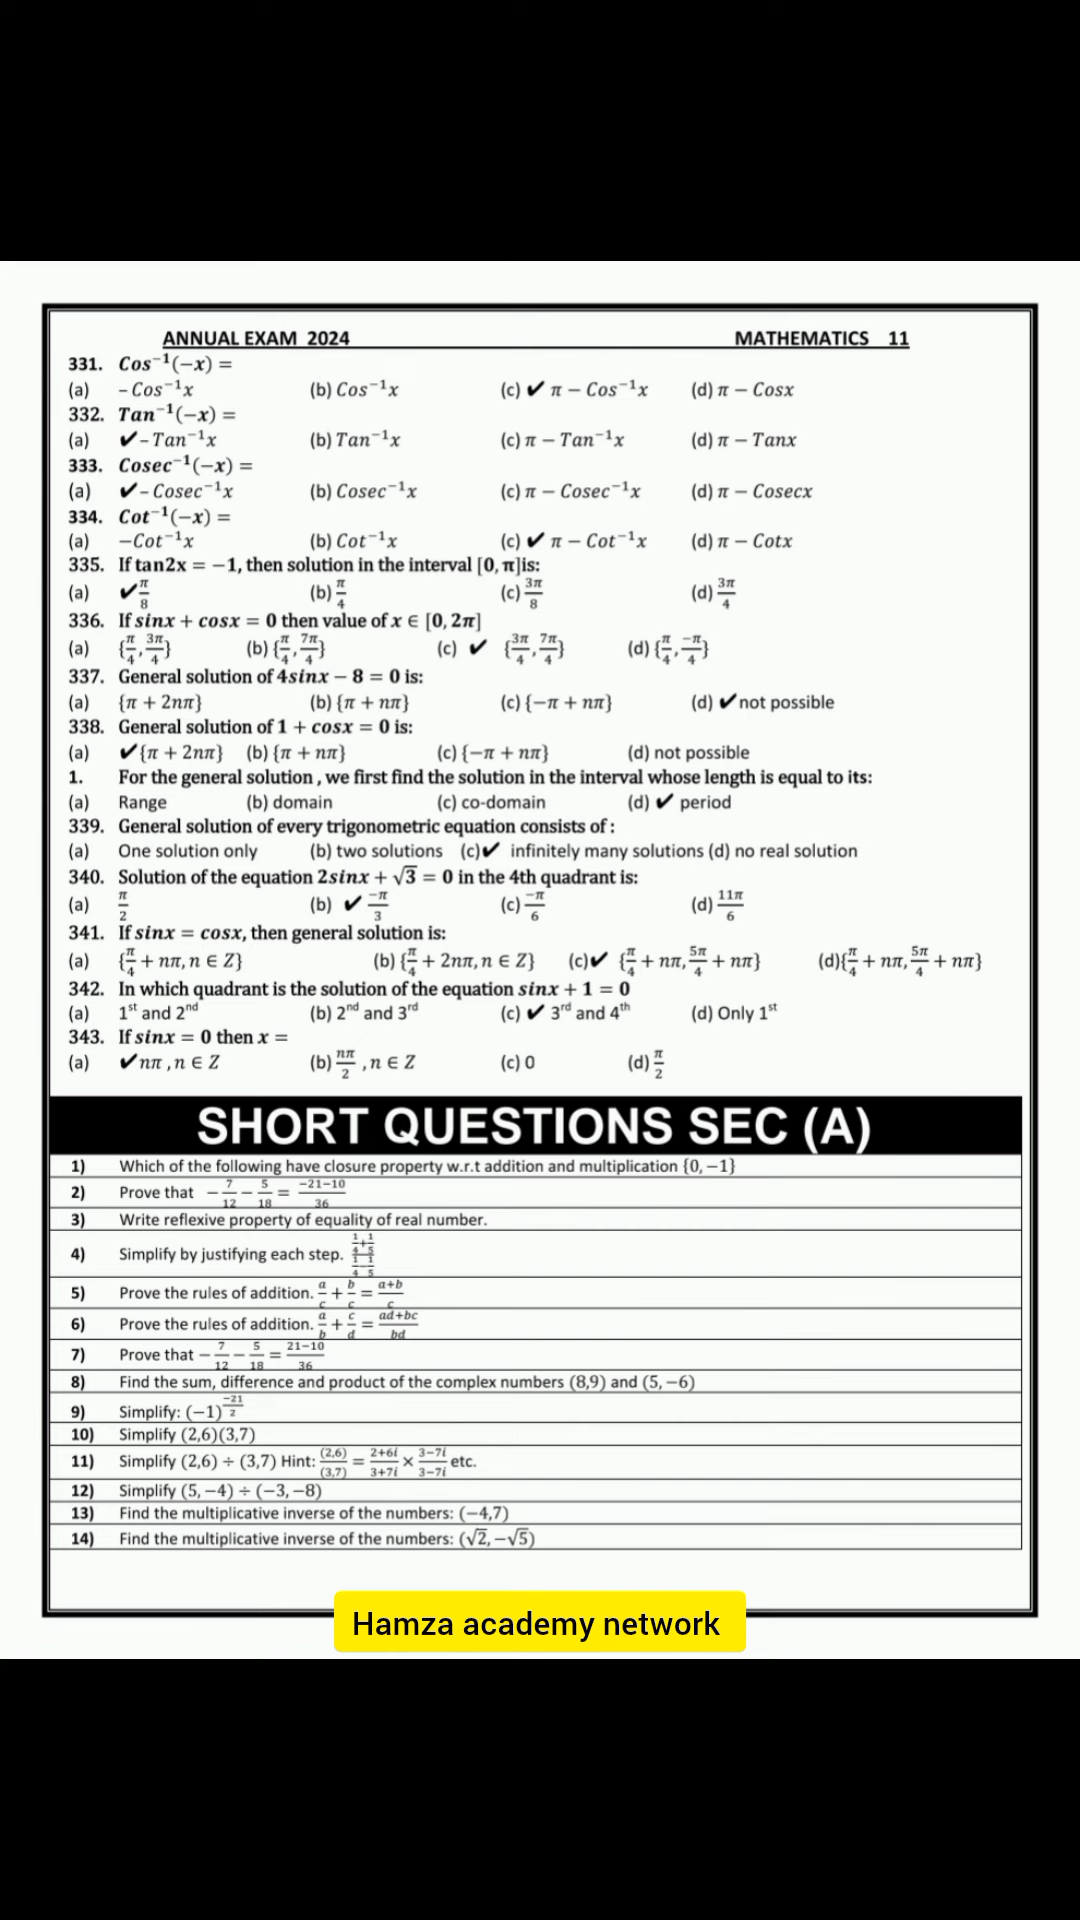 ANNUAL EXAM 2024 MATHEMATICS 11
331. Cos⁻¹(−x) =
(a) - Cos⁻¹x (b) Cos⁻¹x (c) ✔ π − Cos⁻¹x (d) π − Cosx
332. Tan⁻¹(−x) =
(a) ✔- Tan⁻¹x (b) Tan⁻¹x (c) π − Tan⁻¹x (d) π − Tanx
333. Cosec⁻¹(−x) =
(a) ✔- Cosec⁻¹x (b) Cosec⁻¹x (c) π − Cosec⁻¹x (d) π − Cosecx
334. Cot⁻¹(−x) =
(a) −Cot⁻¹x (b) Cot⁻¹x (c) ✔ π − Cot⁻¹x (d) π − Cotx
335. If tan2x = −1, then solution in the interval [0, π]is:
(a) ✔π/8 (b) π/4 (c) 3π/8 (d) 3π/4
336. If sinx + cosx = 0 then value of x ∈ [0, 2π]
(a) {π/4, 3π/4} (b) {π/4, 7π/4} (c) ✔ {3π/4, 7π/4} (d) {π/4, −π/4}
337. General solution of 4sinx − 8 = 0 is:
(a) {π + 2nπ} (b) {π + nπ} (c) {−π + nπ} (d) ✔not possible
338. General solution of 1 + cosx = 0 is:
(a) ✔{π + 2nπ} (b) {π + nπ} (c) {−π + nπ} (d) not possible
1. For the general solution , we first find the solution in the interval whose length is equal to its:
(a) Range (b) domain (c) co-domain (d) ✔ period
339. General solution of every trigonometric equation consists of :
(a) One solution only (b) two solutions (c)✔ infinitely many solutions (d) no real solution
340. Solution of the equation 2sinx + √3 = 0 in the 4th quadrant is:
(a) π/2 (b) ✔ −π/3 (c) −π/6 (d) 11π/6
341. If sinx = cosx, then general solution is:
(a) {π/4 + nπ, n ∈ Z} (b) {π/4 + 2nπ, n ∈ Z} (c)✔ {π/4 + nπ, 5π/4 + nπ} (d){π/4 + nπ, 5π/4 + nπ}
342. In which quadrant is the solution of the equation sinx + 1 = 0
(a) 1st and 2nd (b) 2nd and 3rd (c) ✔ 3rd and 4th (d) Only 1st
343. If sinx = 0 then x =
(a) ✔nπ , n ∈ Z (b) nπ/2 , n ∈ Z (c) 0 (d) π/2
SHORT QUESTIONS SEC (A)
1) Which of the following have closure property w.r.t addition and multiplication {0, −1}
2) Prove that −7/12 − 5/18 = −21−10/36
3) Write reflexive property of equality of real number.
4) Simplify by justifying each step. (1/4 + 1/5)/(1/4 − 1/5)
5) Prove the rules of addition. a/c + b/c = a+b/c
6) Prove the rules of addition. a/b + c/d = ad+bc/bd
7) Prove that −7/12 − 5/18 = 21−10/36
8) Find the sum, difference and product of the complex numbers (8,9) and (5, −6)
9) Simplify: (−1)^(−21/2)
10) Simplify (2,6)(3,7)
11) Simplify (2,6) ÷ (3,7) Hint: (2,6)/(3,7) = 2+6i/3+7i × 3−7i/3−7i etc.
12) Simplify (5, −4) ÷ (−3, −8)
13) Find the multiplicative inverse of the numbers: (−4,7)
14) Find the multiplicative inverse of the numbers: (√2, −√5)
Hamza academy network